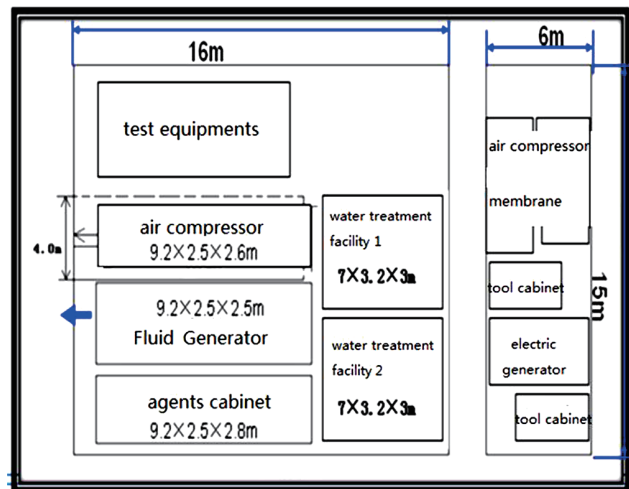 16m
6m
test equipments
air compressor
9.2×2.5×2.6m
4.0m
9.2×2.5×2.5m
Fluid Generator
agents cabinet
9.2×2.5×2.8m
water treatment
facility 1
7×3.2×3m
water treatment
facility 2
7×3.2×3m
air compressor
membrane
tool cabinet
15m
electric
generator
tool cabinet